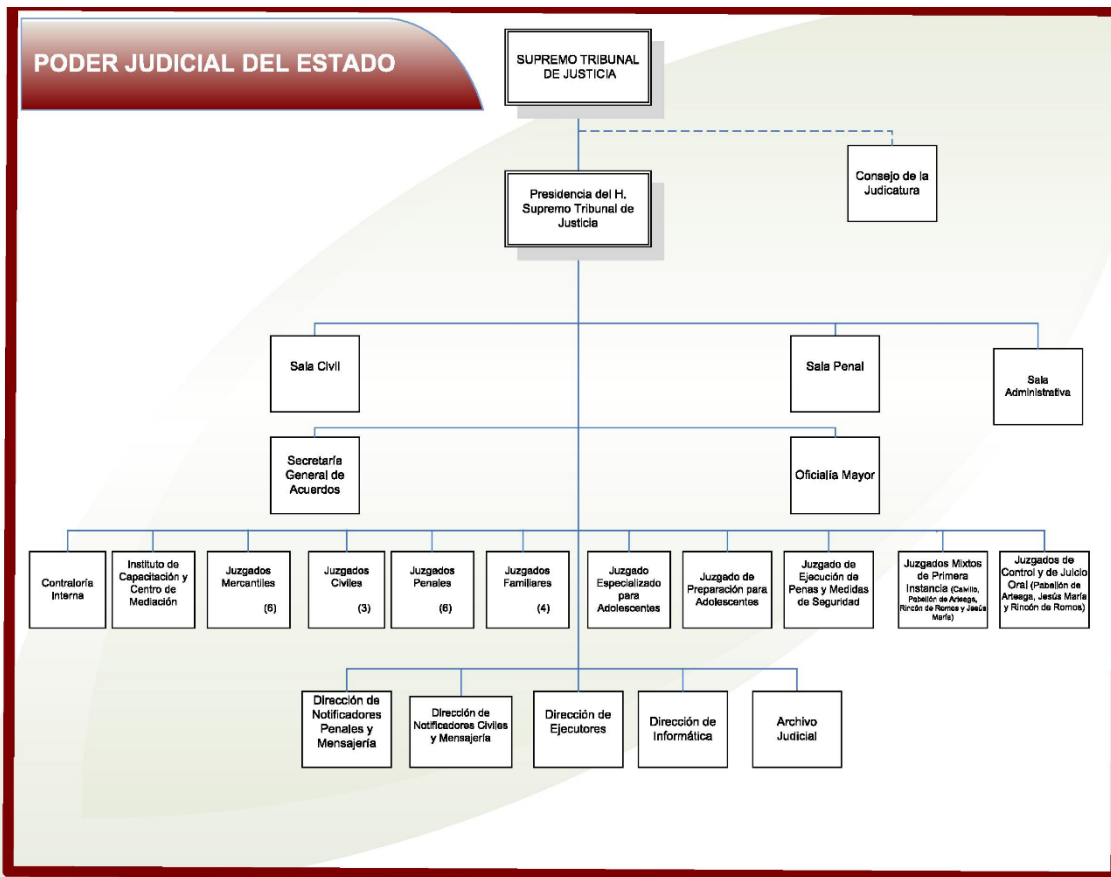 PODER JUDICIAL DEL ESTADO
SUPREMO TRIBUNAL
DE JUSTICIA
Consejo de la
Judicatura
Presidencia del H.
Supremo Tribunal de
Justicia
Sala Civil
Sala Penal
Sala
Administrativa
Secretaría
General de
Acuerdos
Oficialía Mayor
Contraloría
Interna
Instituto de
Capacitación y
Centro de
Mediación
Juzgados
Mercantiles
(6)
Juzgados
Civiles
(3)
Juzgados
Penales
(6)
Juzgados
Familiares
(4)
Juzgado
Especializado
para
Adolescentes
Juzgado de
Preparación para
Adolescentes
Juzgado de
Ejecución de
Penas y Medidas
de Seguridad
Juzgados Mixtos
de Primera
Instancia (Calvillo,
Pabellón de Arteaga,
Rincón de Romos y Jesús
María)
Juzgados de
Control y de Juicio
Oral (Pabellón de
Arteaga, Jesús María
y Rincón de Romos)
Dirección de
Notificadores
Penales y
Mensajería
Dirección de
Notificadores Civiles
y Mensajería
Dirección de
Ejecutores
Dirección de
Informática
Archivo
Judicial